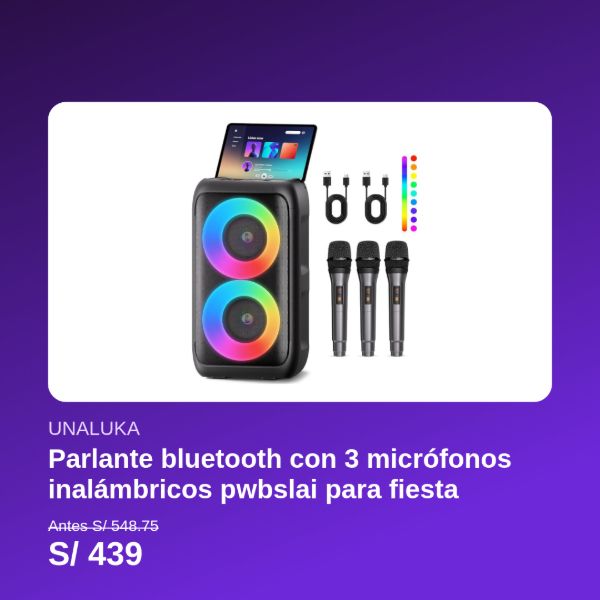 UNALUKA
Parlante bluetooth con 3 micrófonos
inalámbricos pwbslai para fiesta
Antes S/ 548.75
S/ 439